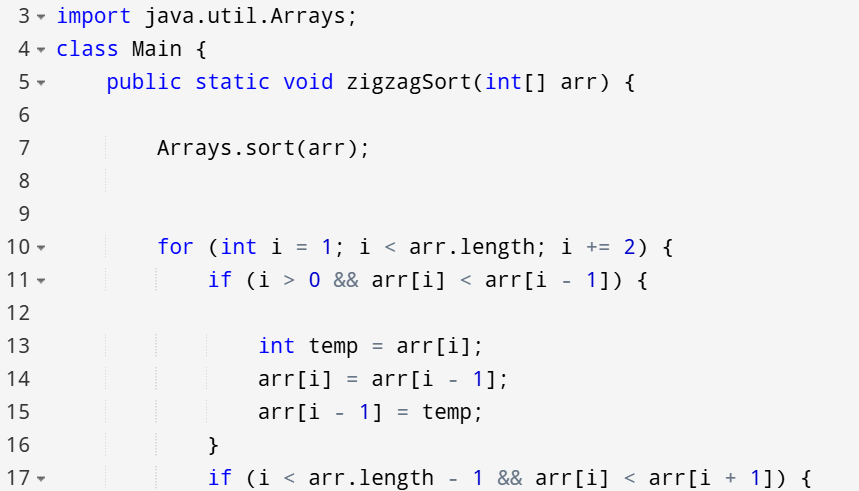 3 import java.util.Arrays;
4 class Main {
5 public static void zigzagSort(int[] arr) {
6
7 Arrays.sort(arr);
8
9
10 for (int i = 1; i < arr.length; i += 2) {
11 if (i > 0 && arr[i] < arr[i - 1]) {
12
13 int temp = arr[i];
14 arr[i] = arr[i - 1];
15 arr[i - 1] = temp;
16 }
17 if (i < arr.length - 1 && arr[i] < arr[i + 1]) {